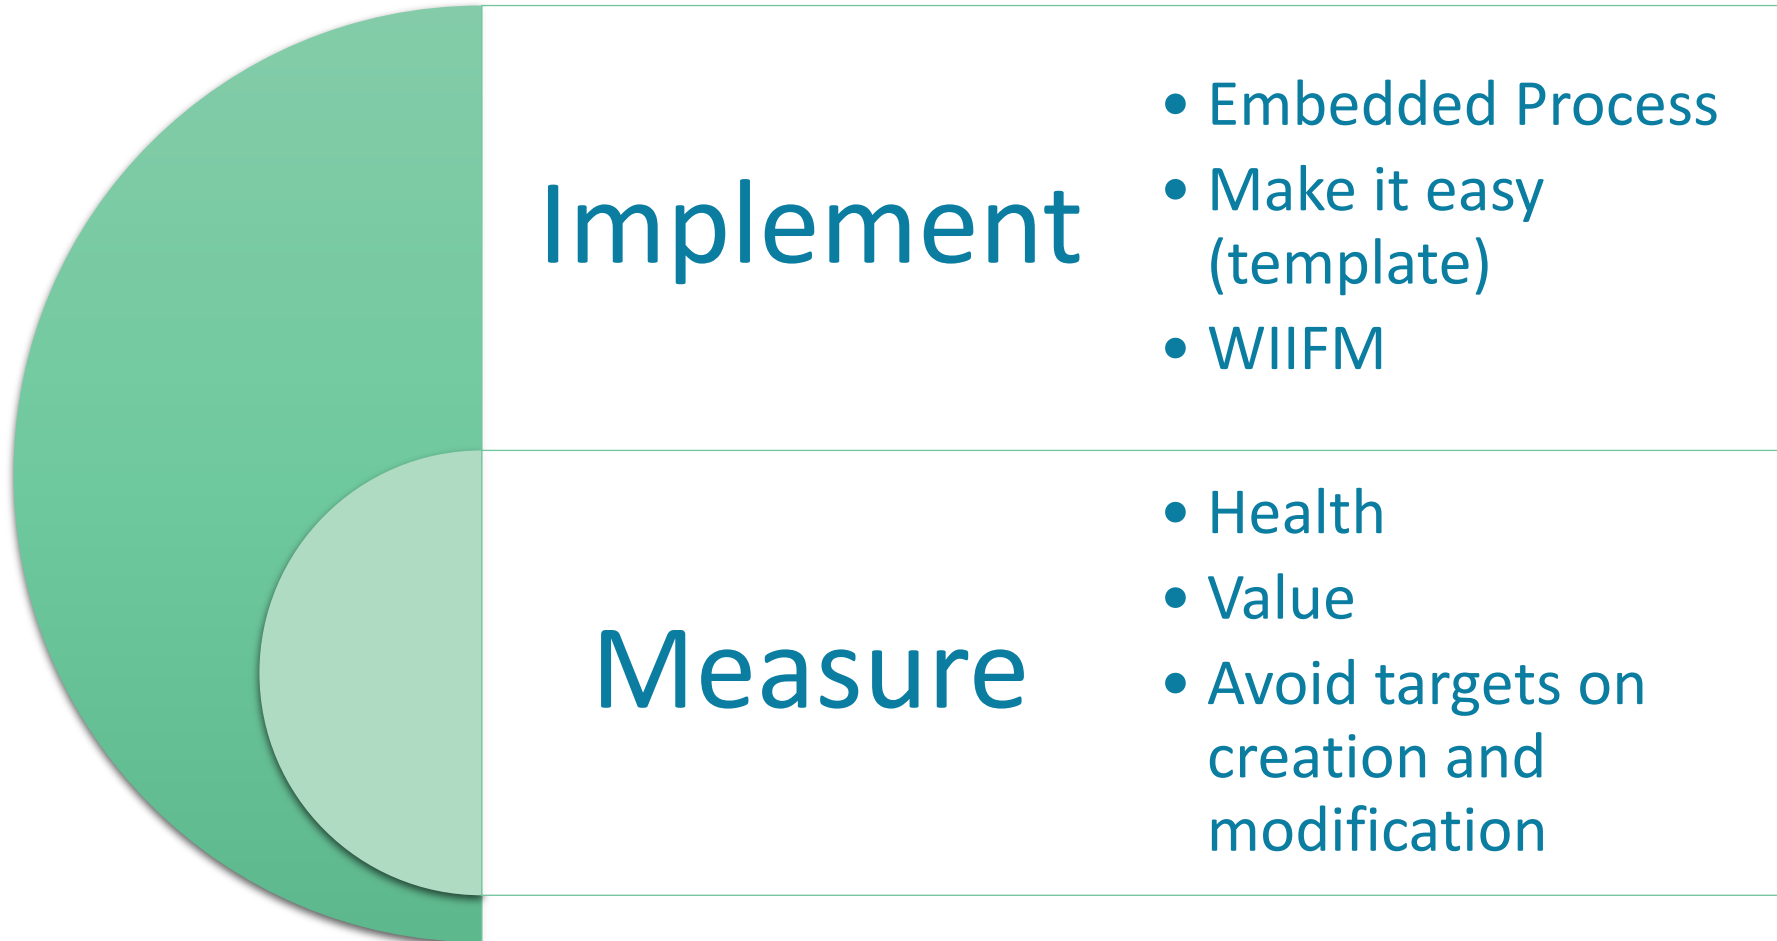 Implement
• Embedded Process
• Make it easy
(template)
• WIIFM
Measure
• Health
• Value
• Avoid targets on
creation and
modification